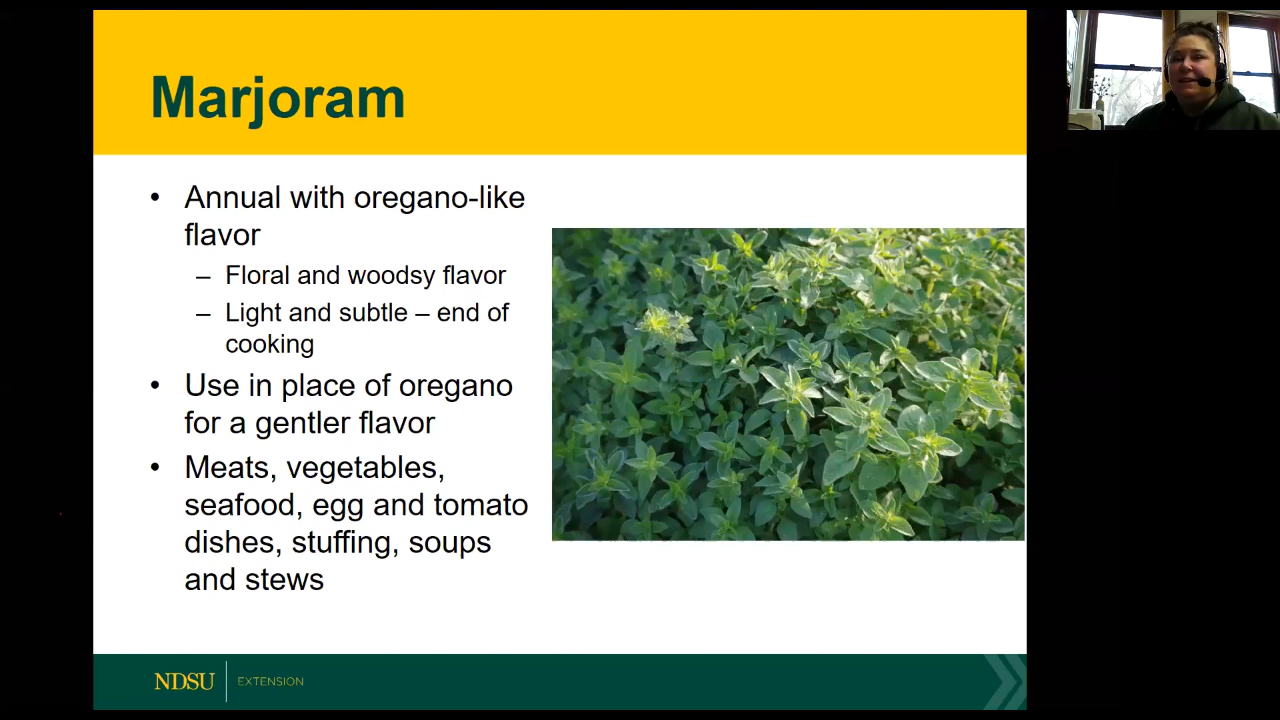 Marjoram
• Annual with oregano-like
flavor
– Floral and woodsy flavor
– Light and subtle – end of
cooking
• Use in place of oregano
for a gentler flavor
• Meats, vegetables,
seafood, egg and tomato
dishes, stuffing, soups
and stews
NDSU EXTENSION